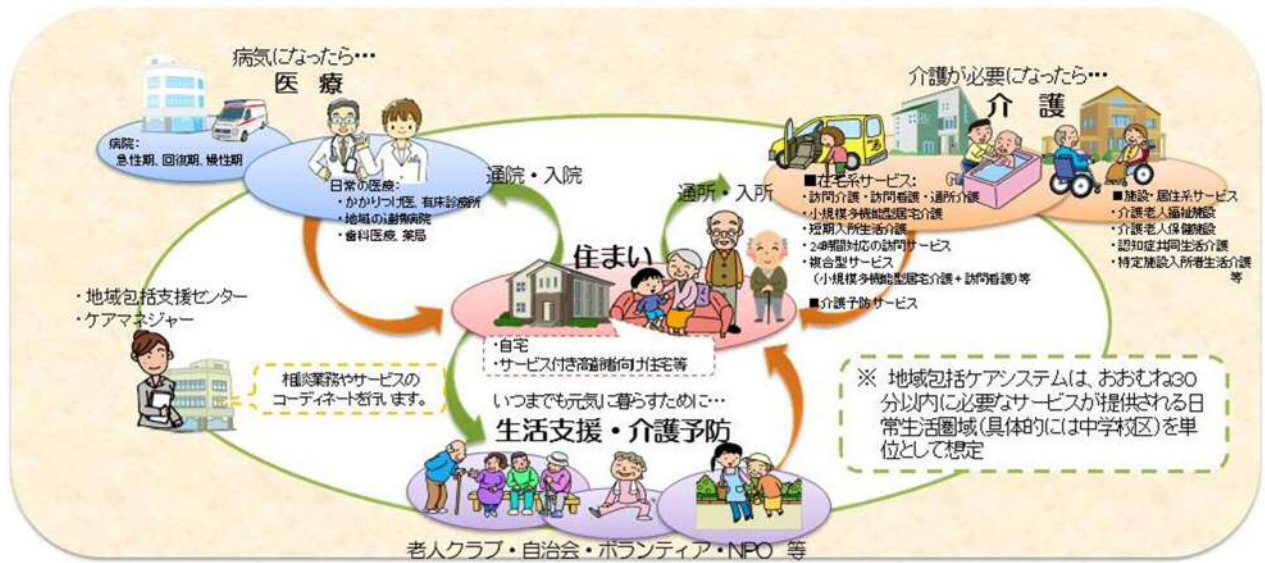 病気になったら…
医 療
病院：
急性期、回復期、慢性期
日常の医療：
・かかりつけ医、有床診療所
・地域の連携病院
・歯科医療、薬局
通院・入院
介護が必要になったら…
介 護
通所・入所
■在宅系サービス：
・訪問介護・訪問看護・通所介護
・小規模多機能型居宅介護
・短期入所生活介護
・24時間対応の訪問サービス
・複合型サービス
（小規模多機能型居宅介護＋訪問看護）等
■介護予防サービス
■施設・居住系サービス
・介護老人福祉施設
・介護老人保健施設
・認知症共同生活介護
・特定施設入所者生活介護
等
住まい
・自宅
・サービス付き高齢者向け住宅等
・地域包括支援センター
・ケアマネジャー
相談業務やサービスの
コーディネートを行います。
いつまでも元気に暮らすために…
生活支援・介護予防
老人クラブ・自治会・ボランティア・NPO 等
※ 地域包括ケアシステムは、おおむね30
分以内に必要なサービスが提供される日
常生活圏域（具体的には中学校区）を単
位として想定